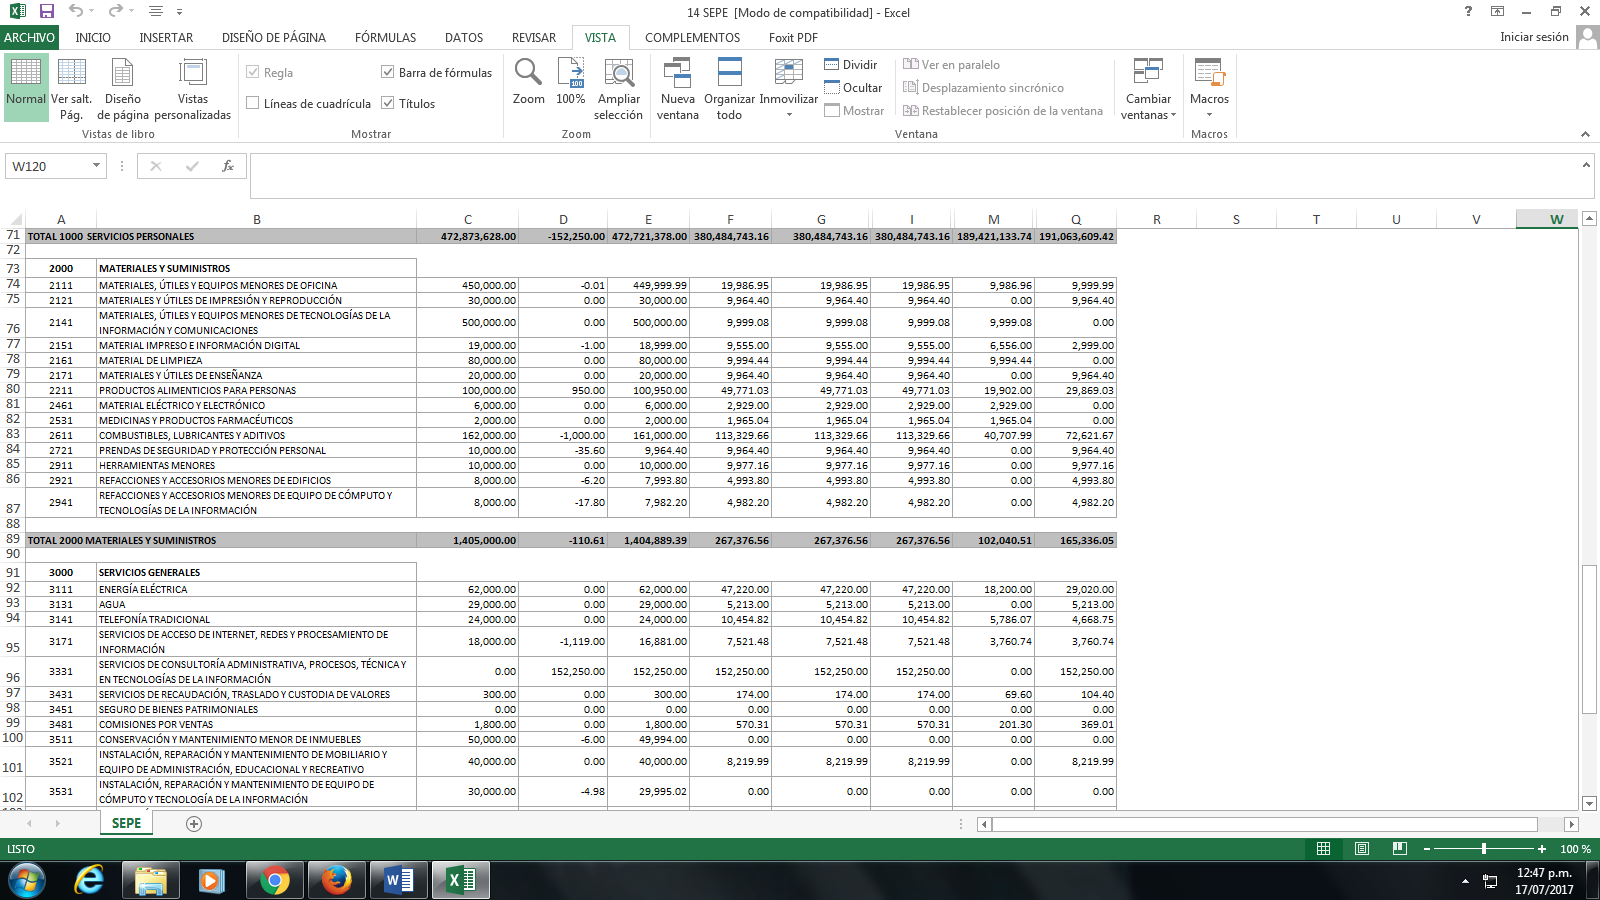 14 SEPE  [Modo de compatibilidad] - Excel
ARCHIVO INICIO INSERTAR DISEÑO DE PÁGINA FÓRMULAS DATOS REVISAR VISTA COMPLEMENTOS Foxit PDF Iniciar sesión
Normal
Ver salt. Pág.
Diseño de página
Vistas personalizadas
Vistas de libro
Regla
Barra de fórmulas
Líneas de cuadrícula
Títulos
Mostrar
Zoom
100%
Ampliar selección
Zoom
Nueva ventana
Organizar todo
Inmovilizar
Dividir
Ocultar
Mostrar
Ver en paralelo
Desplazamiento sincrónico
Restablecer posición de la ventana
Ventana
Cambiar ventanas
Macros
Macros
W120 fx
A B C D E F G I M Q R S T U V W
71 TOTAL 1000 SERVICIOS PERSONALES 472,873,628.00 -152,250.00 472,721,378.00 380,484,743.16 380,484,743.16 380,484,743.16 189,421,133.74 191,063,609.42
72
73 2000 MATERIALES Y SUMINISTROS
74 2111 MATERIALES, ÚTILES Y EQUIPOS MENORES DE OFICINA 450,000.00 -0.01 449,999.99 19,986.95 19,986.95 19,986.95 9,986.96 9,999.99
75 2121 MATERIALES Y ÚTILES DE IMPRESIÓN Y REPRODUCCIÓN 30,000.00 0.00 30,000.00 9,964.40 9,964.40 9,964.40 0.00 9,964.40
MATERIALES, ÚTILES Y EQUIPOS MENORES DE TECNOLOGÍAS DE LA
76 2141 INFORMACIÓN Y COMUNICACIONES 500,000.00 0.00 500,000.00 9,999.08 9,999.08 9,999.08 9,999.08 0.00
77 2151 MATERIAL IMPRESO E INFORMACIÓN DIGITAL 19,000.00 -1.00 18,999.00 9,555.00 9,555.00 9,555.00 6,556.00 2,999.00
78 2161 MATERIAL DE LIMPIEZA 80,000.00 0.00 80,000.00 9,994.44 9,994.44 9,994.44 9,994.44 0.00
79 2171 MATERIALES Y ÚTILES DE ENSEÑANZA 20,000.00 0.00 20,000.00 9,964.40 9,964.40 9,964.40 0.00 9,964.40
80 2211 PRODUCTOS ALIMENTICIOS PARA PERSONAS 100,000.00 950.00 100,950.00 49,771.03 49,771.03 49,771.03 19,902.00 29,869.03
81 2461 MATERIAL ELÉCTRICO Y ELECTRÓNICO 6,000.00 0.00 6,000.00 2,929.00 2,929.00 2,929.00 2,929.00 0.00
82 2531 MEDICINAS Y PRODUCTOS FARMACÉUTICOS 2,000.00 0.00 2,000.00 1,965.04 1,965.04 1,965.04 1,965.04 0.00
83 2611 COMBUSTIBLES, LUBRICANTES Y ADITIVOS 162,000.00 -1,000.00 161,000.00 113,329.66 113,329.66 113,329.66 40,707.99 72,621.67
84 2721 PRENDAS DE SEGURIDAD Y PROTECCIÓN PERSONAL 10,000.00 -35.60 9,964.40 9,964.40 9,964.40 9,964.40 0.00 9,964.40
85 2911 HERRAMIENTAS MENORES 10,000.00 0.00 10,000.00 9,977.16 9,977.16 9,977.16 0.00 9,977.16
86 2921 REFACCIONES Y ACCESORIOS MENORES DE EDIFICIOS 8,000.00 -6.20 7,993.80 4,993.80 4,993.80 4,993.80 0.00 4,993.80
REFACCIONES Y ACCESORIOS MENORES DE EQUIPO DE CÓMPUTO Y
87 2941 TECNOLOGÍAS DE LA INFORMACIÓN 8,000.00 -17.80 7,982.20 4,982.20 4,982.20 4,982.20 0.00 4,982.20
88
89 TOTAL 2000 MATERIALES Y SUMINISTROS 1,405,000.00 -110.61 1,404,889.39 267,376.56 267,376.56 267,376.56 102,040.51 165,336.05
90
91 3000 SERVICIOS GENERALES
92 3111 ENERGÍA ELÉCTRICA 62,000.00 0.00 62,000.00 47,220.00 47,220.00 47,220.00 18,200.00 29,020.00
93 3131 AGUA 29,000.00 0.00 29,000.00 5,213.00 5,213.00 5,213.00 0.00 5,213.00
94 3141 TELEFONÍA TRADICIONAL 24,000.00 0.00 24,000.00 10,454.82 10,454.82 10,454.82 5,786.07 4,668.75
SERVICIOS DE ACCESO DE INTERNET, REDES Y PROCESAMIENTO DE
95 3171 INFORMACIÓN 18,000.00 -1,119.00 16,881.00 7,521.48 7,521.48 7,521.48 3,760.74 3,760.74
SERVICIOS DE CONSULTORÍA ADMINISTRATIVA, PROCESOS, TÉCNICA Y
96 3331 EN TECNOLOGÍAS DE LA INFORMACIÓN 0.00 152,250.00 152,250.00 152,250.00 152,250.00 152,250.00 0.00 152,250.00
97 3431 SERVICIOS DE RECAUDACIÓN, TRASLADO Y CUSTODIA DE VALORES 300.00 0.00 300.00 174.00 174.00 174.00 69.60 104.40
98 3451 SEGURO DE BIENES PATRIMONIALES 0.00 0.00 0.00 0.00 0.00 0.00 0.00 0.00
99 3481 COMISIONES POR VENTAS 1,800.00 0.00 1,800.00 570.31 570.31 570.31 201.30 369.01
100 3511 CONSERVACIÓN Y MANTENIMIENTO MENOR DE INMUEBLES 50,000.00 -6.00 49,994.00 0.00 0.00 0.00 0.00 0.00
INSTALACIÓN, REPARACIÓN Y MANTENIMIENTO DE MOBILIARIO Y
101 3521 EQUIPO DE ADMINISTRACIÓN, EDUCACIONAL Y RECREATIVO 40,000.00 0.00 40,000.00 8,219.99 8,219.99 8,219.99 0.00 8,219.99
INSTALACIÓN, REPARACIÓN Y MANTENIMIENTO DE EQUIPO DE
102 3531 CÓMPUTO Y TECNOLOGÍA DE LA INFORMACIÓN 30,000.00 -4.98 29,995.02 0.00 0.00 0.00 0.00 0.00
SEPE
LISTO 100 %
12:47 p.m.
17/07/2017